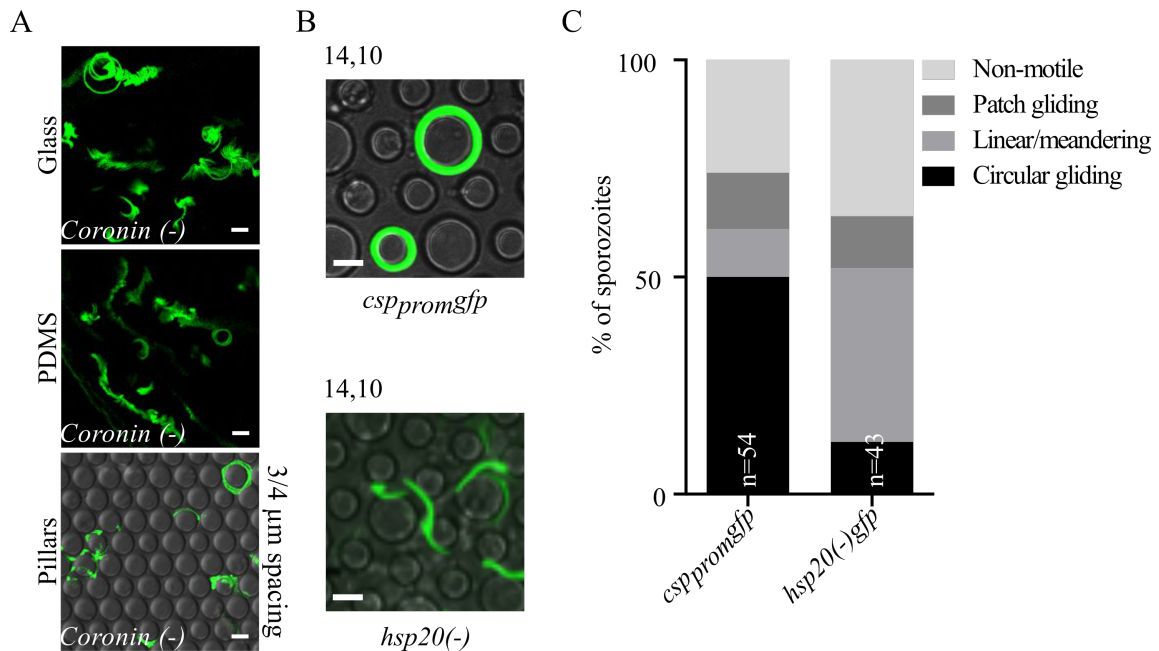 A
Glass
Coronin (-)
PDMS
Coronin (-)
Pillars
3/4 μm spacing
Coronin (-)
B
14,10
csppromgfp
14,10
hsp20(-)
C
% of sporozoites
100
50
0
n=54
n=43
csppromgfp
hsp20(-)gfp
Non-motile
Patch gliding
Linear/meandering
Circular gliding